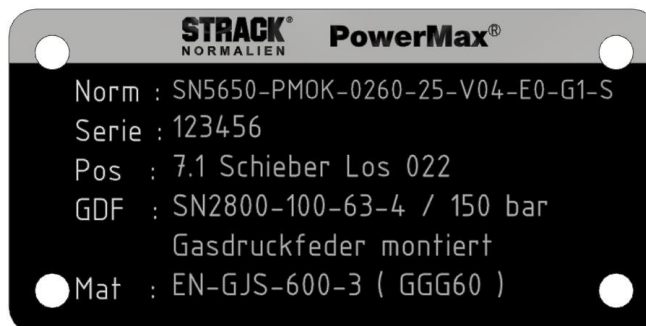 STRACK® PowerMax®
NORMALIEN
Norm : SN5650-PMOK-0260-25-V04-E0-G1-S
Serie : 123456
Pos : 7.1 Schieber Los 022
GDF : SN2800-100-63-4 / 150 bar
Gasdruckfeder montiert
Mat : EN-GJS-600-3 ( GGG60 )